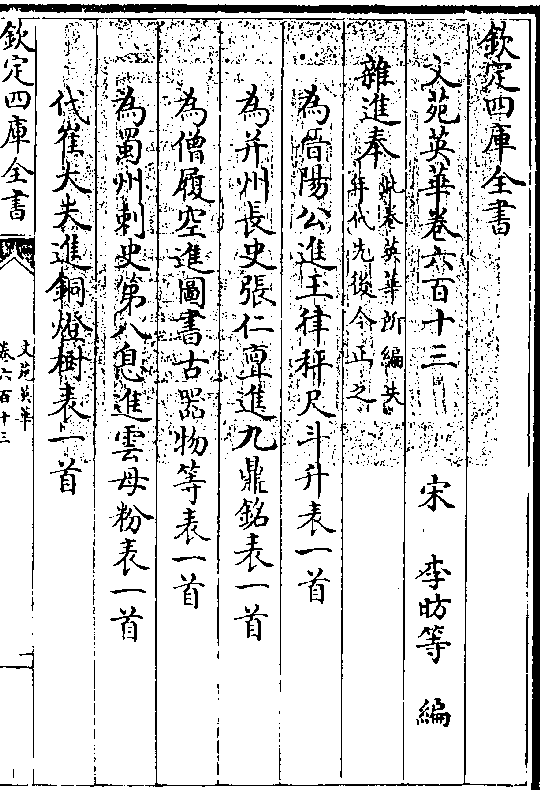 欽定四庫全書
文苑英華卷六百十三
宋 李昉等 編
雜進奉此卷英華所編失年代先後今正之
為晉陽公進玉律秤尺斗升表一首
為并州長史張仁亶進九鼎銘表一首
為僧履空進圖書古器物等表一首
為蜀州刺史第八息進雲母粉表一首
代崔大夫進銅燈樹表一首
欽定四庫全書
文苑英華
卷六百十三
一